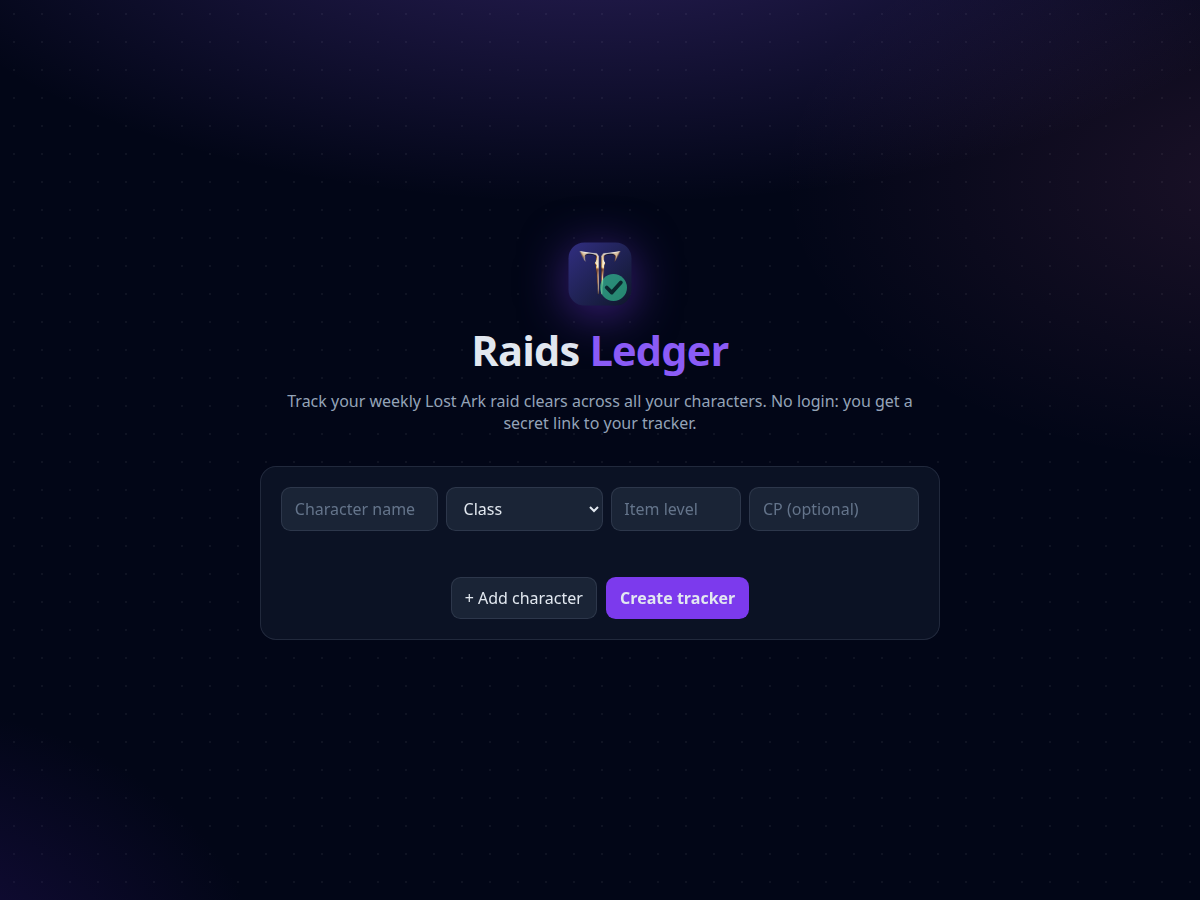 Raids Ledger
Track your weekly Lost Ark raid clears across all your characters. No login: you get a
secret link to your tracker.
Character name
Class
Item level
CP (optional)
+ Add character
Create tracker